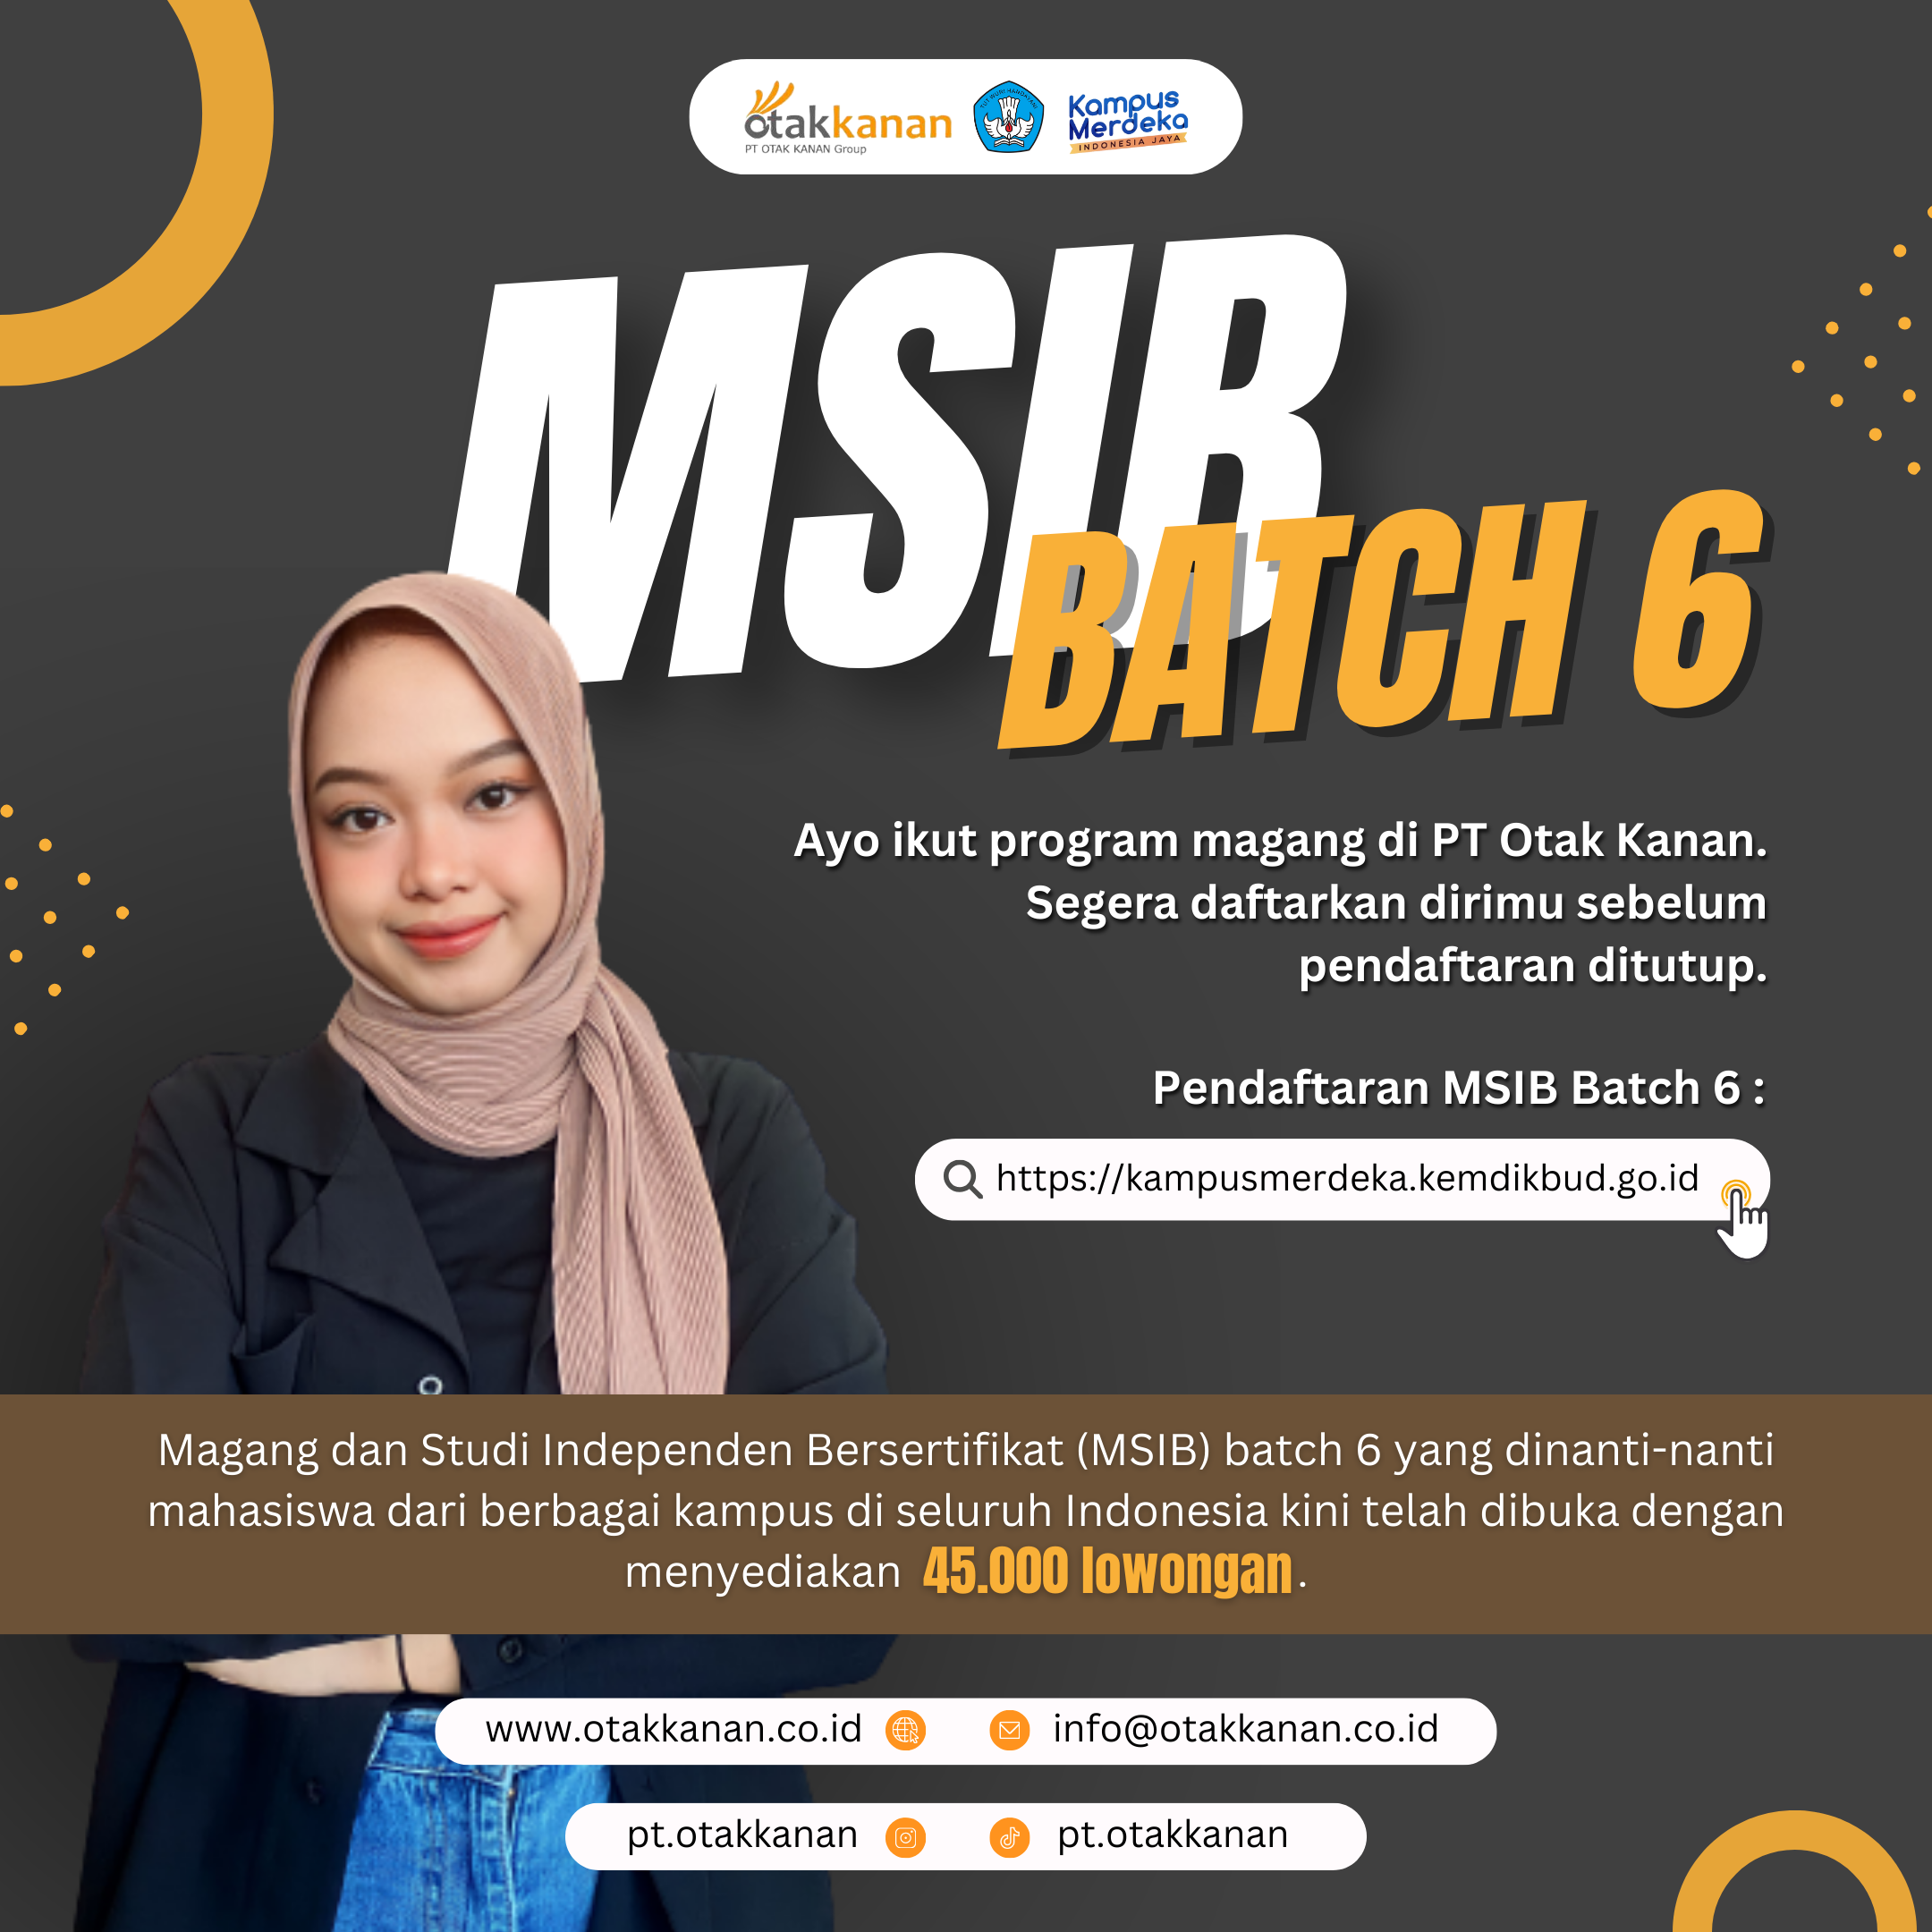 otakkanan
PT OTAK KANAN Group
TUT WURI HANDAYANI
Kampus
Merdeka
INDONESIA JAYA
MSIB
BATCH 6
Ayo ikut program magang di PT Otak Kanan.
Segera daftarkan dirimu sebelum
pendaftaran ditutup.
Pendaftaran MSIB Batch 6 :
https://kampusmerdeka.kemdikbud.go.id
Magang dan Studi Independen Bersertifikat (MSIB) batch 6 yang dinanti-nanti
mahasiswa dari berbagai kampus di seluruh Indonesia kini telah dibuka dengan
menyediakan 45.000 lowongan.
www.otakkanan.co.id info@otakkanan.co.id
pt.otakkanan pt.otakkanan